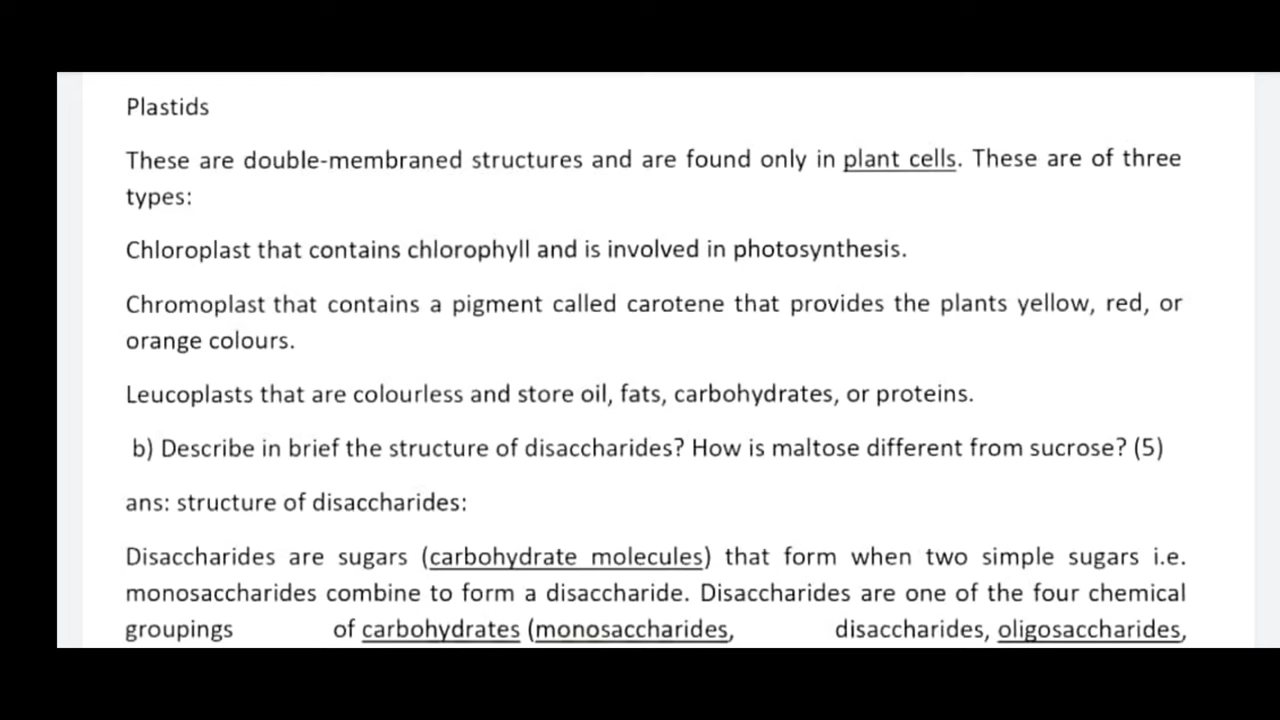 Plastids
These are double-membraned structures and are found only in plant cells. These are of three
types:
Chloroplast that contains chlorophyll and is involved in photosynthesis.
Chromoplast that contains a pigment called carotene that provides the plants yellow, red, or
orange colours.
Leucoplasts that are colourless and store oil, fats, carbohydrates, or proteins.
b) Describe in brief the structure of disaccharides? How is maltose different from sucrose? (5)
ans: structure of disaccharides:
Disaccharides are sugars (carbohydrate molecules) that form when two simple sugars i.e.
monosaccharides combine to form a disaccharide. Disaccharides are one of the four chemical
groupings of carbohydrates (monosaccharides, disaccharides, oligosaccharides,